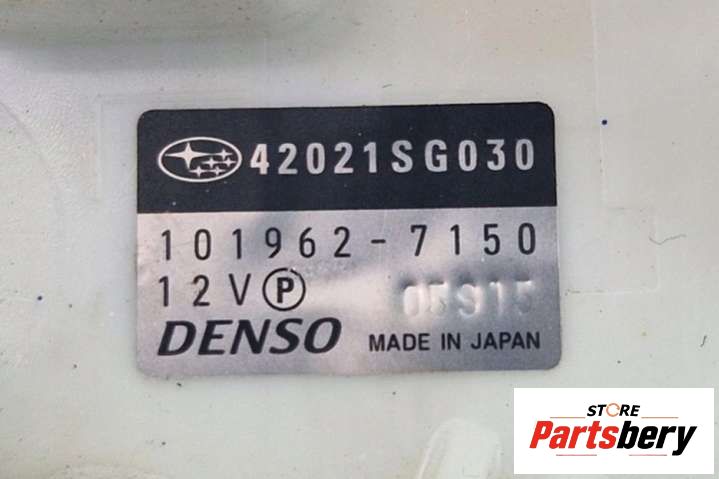 42021SG030
101962-7150
12V Ⓟ 05915
DENSO MADE IN JAPAN
STORE
Partsbery